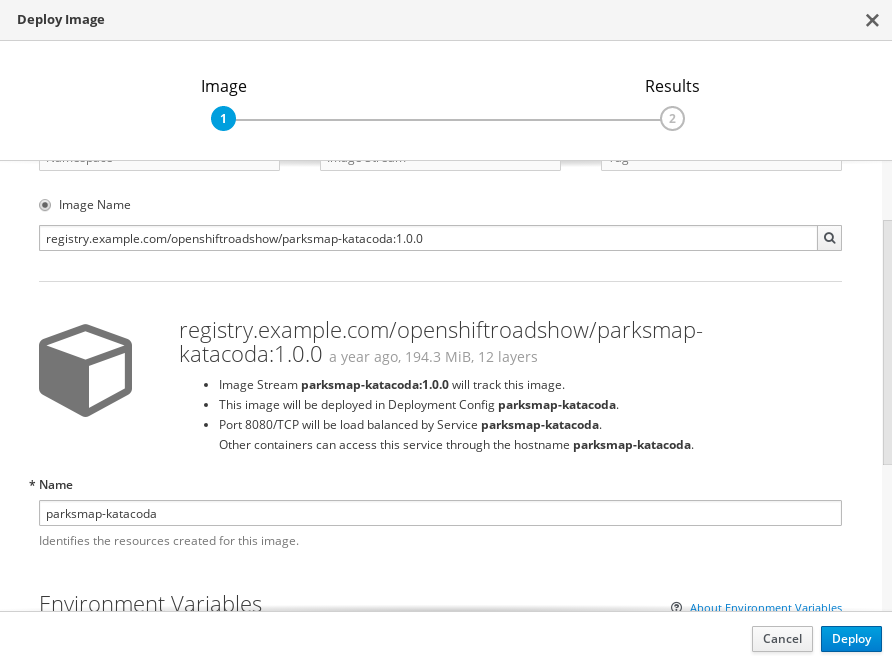 Deploy Image
Image
Results
1
2
Namespace
Image Stream
Tag
Image Name
registry.example.com/openshiftroadshow/parksmap-katacoda:1.0.0
registry.example.com/openshiftroadshow/parksmap-
katacoda:1.0.0 a year ago, 194.3 MiB, 12 layers
• Image Stream parksmap-katacoda:1.0.0 will track this image.
• This image will be deployed in Deployment Config parksmap-katacoda.
• Port 8080/TCP will be load balanced by Service parksmap-katacoda.
Other containers can access this service through the hostname parksmap-katacoda.
* Name
parksmap-katacoda
Identifies the resources created for this image.
Environment Variables
About Environment Variables
Cancel
Deploy